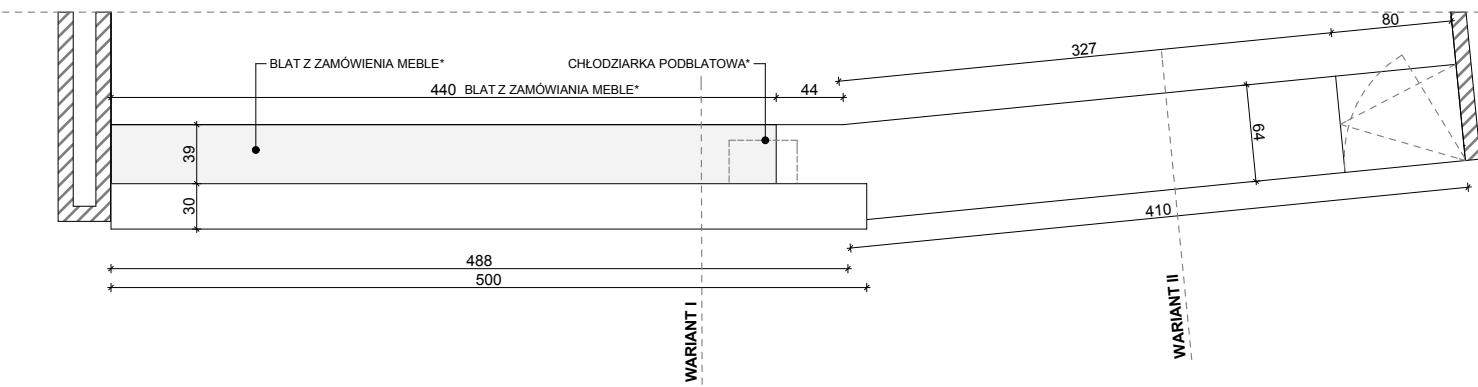 80
327
BLAT Z ZAMÓWIENIA MEBLE*
CHŁODZIARKA PODBLATOWA*
440 BLAT Z ZAMÓWIANIA MEBLE*
44
39
64
30
410
488
500
WARIANT I
WARIANT II